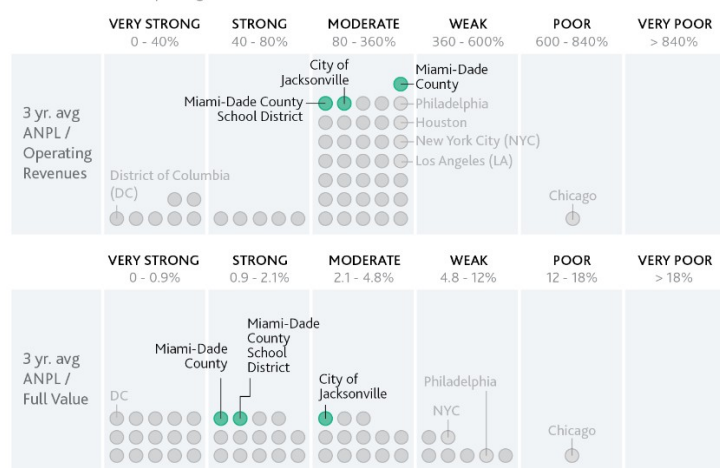 VERY STRONG STRONG MODERATE WEAK POOR VERY POOR
0 - 40% 40 - 80% 80 - 360% 360 - 600% 600 - 840% > 840%
3 yr. avg
ANPL /
Operating
Revenues
District of Columbia
(DC)
Miami-Dade County
School District
City of
Jacksonville
Miami-Dade
County
Philadelphia
Houston
New York City (NYC)
Los Angeles (LA)
Chicago
VERY STRONG STRONG MODERATE WEAK POOR VERY POOR
0 - 0.9% 0.9 - 2.1% 2.1 - 4.8% 4.8 - 12% 12 - 18% > 18%
3 yr. avg
ANPL /
Full Value
DC
Miami-Dade
County
Miami-Dade
County
School
District
City of
Jacksonville
Philadelphia
NYC
Chicago